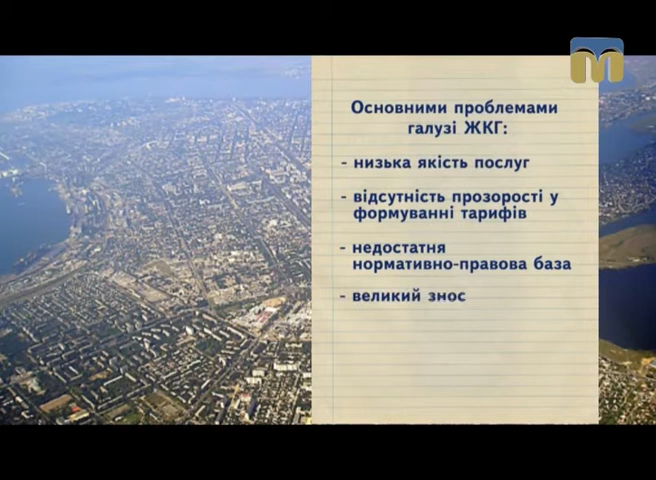 Основними проблемами
галузі ЖКГ:
- низька якість послуг
- відсутність прозорості у
формуванні тарифів
- недостатня
нормативно-правова база
- великий знос